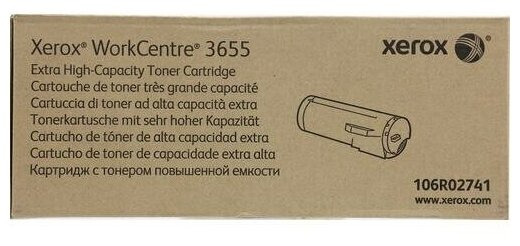 Xerox® WorkCentre® 3655
xerox
Extra High-Capacity Toner Cartridge
Cartouche de toner très grande capacité
Cartuccia di toner ad alta capacità extra
Tonerkartusche mit sehr hoher Kapazität
Cartucho de tóner de alta capacidad extra
Cartucho de toner de capacidade extra alta
Картридж с тонером повышенной емкости
106R02741
www.xerox.com